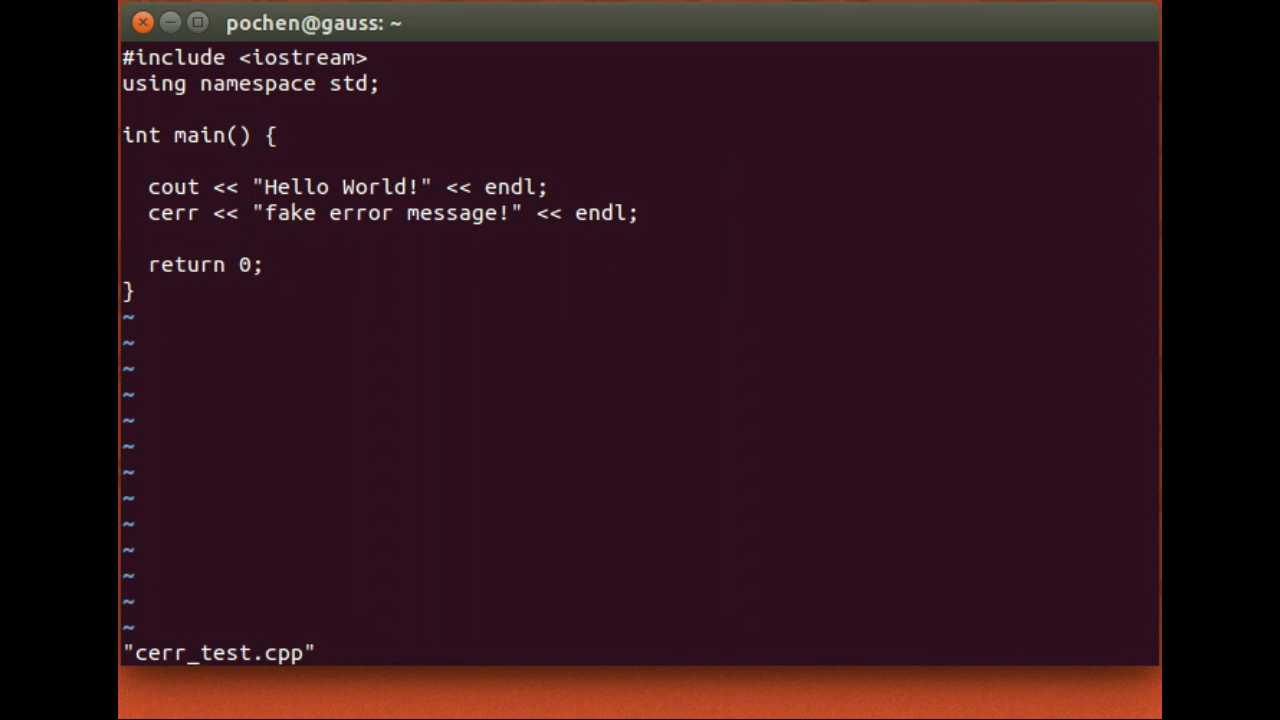 pochen@gauss: ~
#include <iostream>
using namespace std;
int main() {
cout << "Hello World!" << endl;
cerr << "fake error message!" << endl;
return 0;
}
~
~
~
~
~
~
~
~
~
~
~
~
~
"cerr_test.cpp"